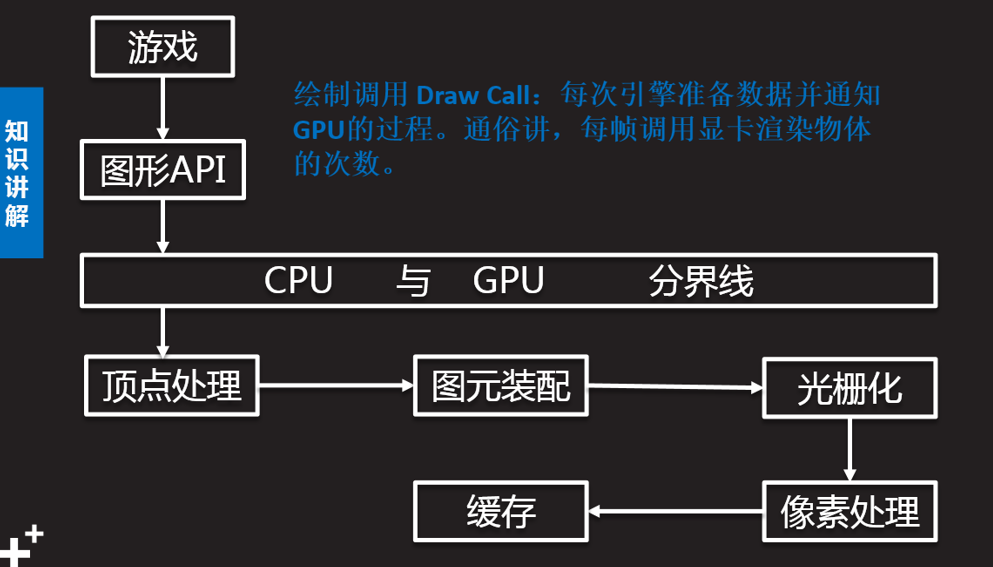 游戏
绘制调用 Draw Call：每次引擎准备数据并通知
GPU的过程。通俗讲，每帧调用显卡渲染物体
的次数。
知识讲解
图形API
CPU 与 GPU 分界线
顶点处理
图元装配
光栅化
缓存
像素处理